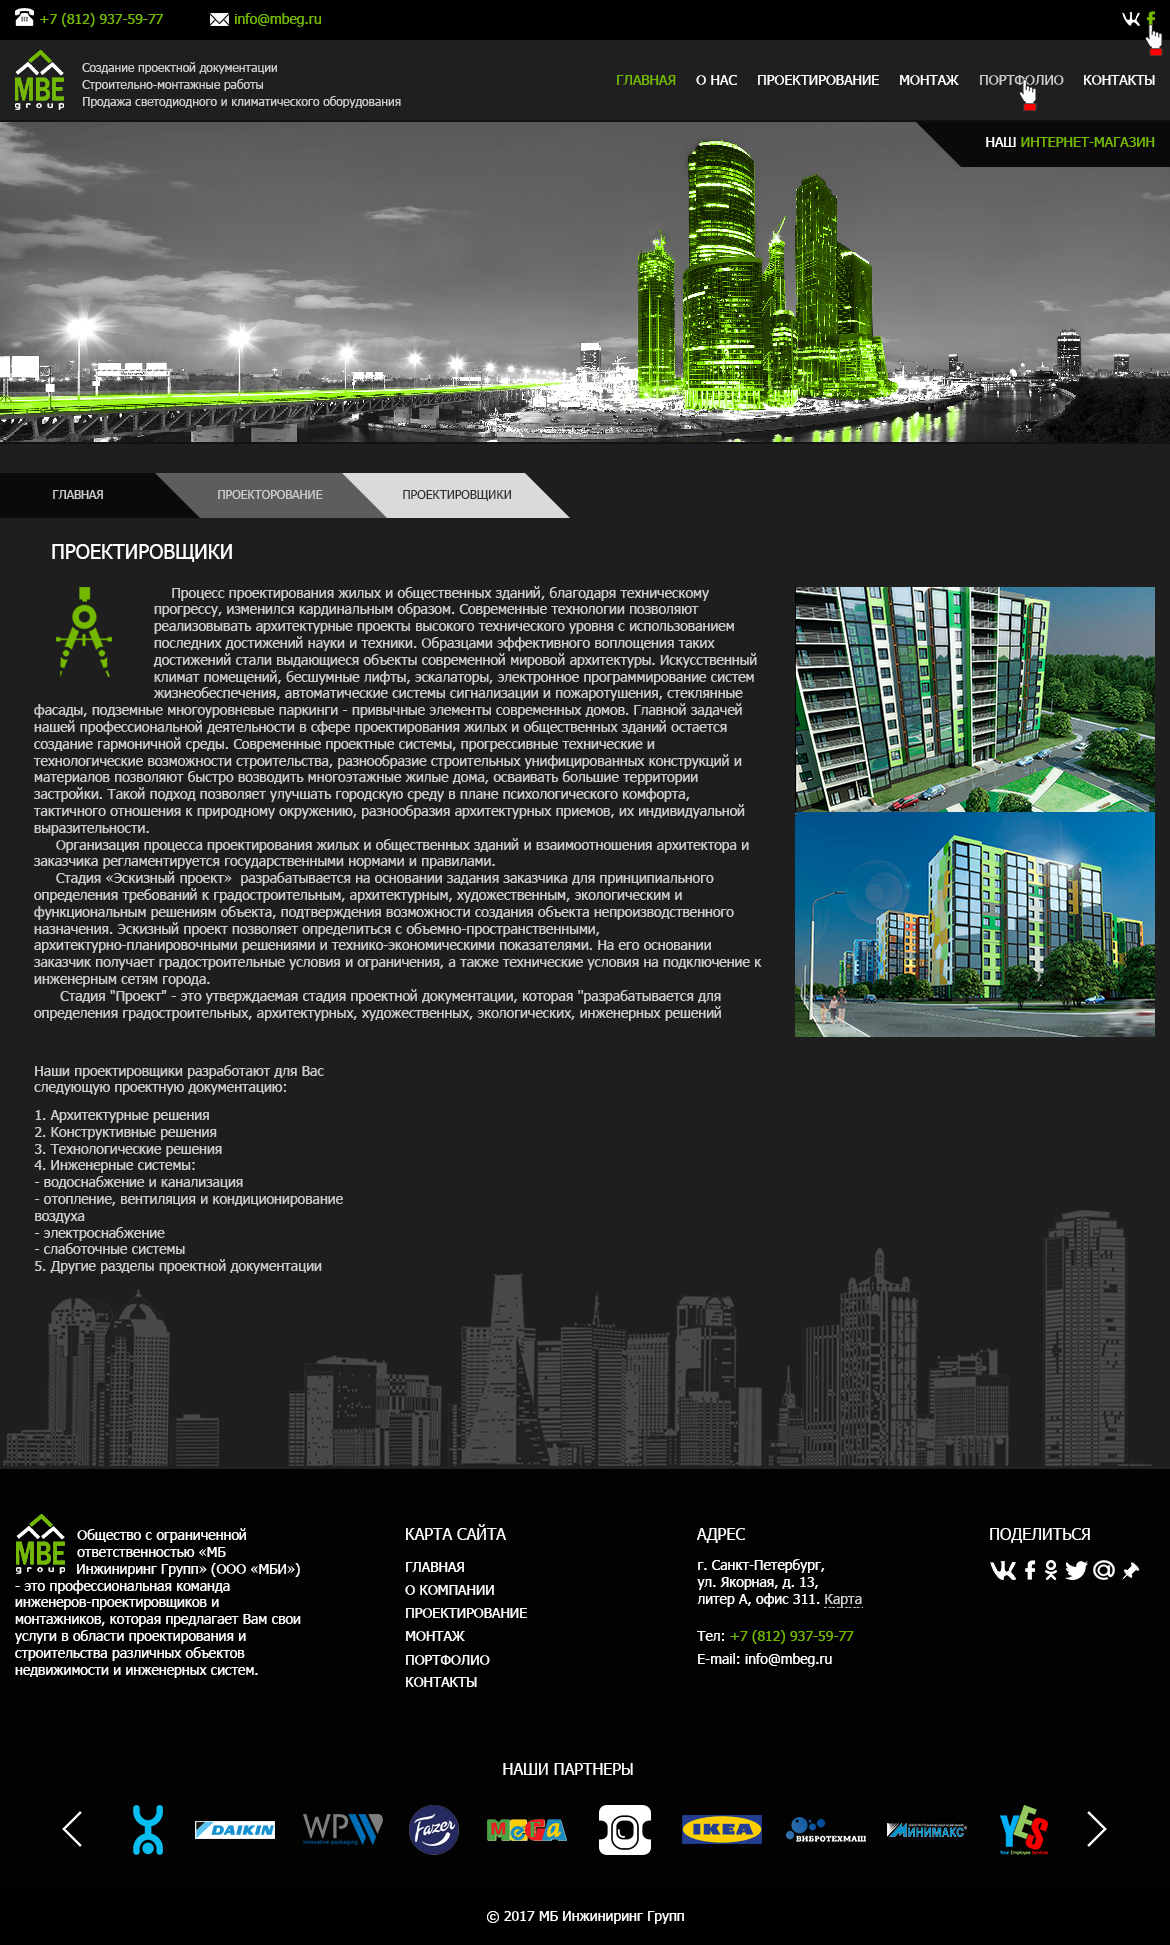 +7 (812) 937-59-77
info@mbeg.ru
MBE
group
Создание проектной документации
Строительно-монтажные работы
Продажа светодиодного и климатического оборудования
ГЛАВНАЯ О НАС ПРОЕКТИРОВАНИЕ МОНТАЖ ПОРТФОЛИО КОНТАКТЫ
НАШ ИНТЕРНЕТ-МАГАЗИН
ГЛАВНАЯ ПРОЕКТОРОВАНИЕ ПРОЕКТИРОВЩИКИ
ПРОЕКТИРОВЩИКИ
Процесс проектирования жилых и общественных зданий, благодаря техническому
прогрессу, изменился кардинальным образом. Современные технологии позволяют
реализовывать архитектурные проекты высокого технического уровня с использованием
последних достижений науки и техники. Образцами эффективного воплощения таких
достижений стали выдающиеся объекты современной мировой архитектуры. Искусственный
климат помещений, бесшумные лифты, эскалаторы, электронное программирование систем
жизнеобеспечения, автоматические системы сигнализации и пожаротушения, стеклянные
фасады, подземные многоуровневые паркинги - привычные элементы современных домов. Главной задачей
нашей профессиональной деятельности в сфере проектирования жилых и общественных зданий остается
создание гармоничной среды. Современные проектные системы, прогрессивные технические и
технологические возможности строительства, разнообразие строительных унифицированных конструкций и
материалов позволяют быстро возводить многоэтажные жилые дома, осваивать большие территории
застройки. Такой подход позволяет улучшать городскую среду в плане психологического комфорта,
тактичного отношения к природному окружению, разнообразия архитектурных приемов, их индивидуальной
выразительности.
Организация процесса проектирования жилых и общественных зданий и взаимоотношения архитектора и
заказчика регламентируется государственными нормами и правилами.
Стадия «Эскизный проект»  разрабатывается на основании задания заказчика для принципиального
определения требований к градостроительным, архитектурным, художественным, экологическим и
функциональным решениям объекта, подтверждения возможности создания объекта непроизводственного
назначения. Эскизный проект позволяет определиться с объемно-пространственными,
архитектурно-планировочными решениями и технико-экономическими показателями. На его основании
заказчик получает градостроительные условия и ограничения, а также технические условия на подключение к
инженерным сетям города.
Стадия "Проект" - это утверждаемая стадия проектной документации, которая "разрабатывается для
определения градостроительных, архитектурных, художественных, экологических, инженерных решений
Наши проектировщики разработают для Вас
следующую проектную документацию:
1. Архитектурные решения
2. Конструктивные решения
3. Технологические решения
4. Инженерные системы:
- водоснабжение и канализация
- отопление, вентиляция и кондиционирование
воздуха
- электроснабжение
- слаботочные системы
5. Другие разделы проектной документации
MBE
group
Общество с ограниченной
ответственностью «МБ
Инжиниринг Групп» (ООО «МБИ»)
- это профессиональная команда
инженеров-проектировщиков и
монтажников, которая предлагает Вам свои
услуги в области проектирования и
строительства различных объектов
недвижимости и инженерных систем.
КАРТА САЙТА
ГЛАВНАЯ
О КОМПАНИИ
ПРОЕКТИРОВАНИЕ
МОНТАЖ
ПОРТФОЛИО
КОНТАКТЫ
АДРЕС
г. Санкт-Петербург,
ул. Якорная, д. 13,
литер А, офис 311. Карта
Тел: +7 (812) 937-59-77
E-mail: info@mbeg.ru
ПОДЕЛИТЬСЯ
НАШИ ПАРТНЕРЫ
DAIKIN
WPW
innovative packaging
Fazer
МЕГА
IKEA
ВИБРОТЕХМАШ
МИНИМАКС
YES
Your Employee Services
© 2017 МБ Инжиниринг Групп